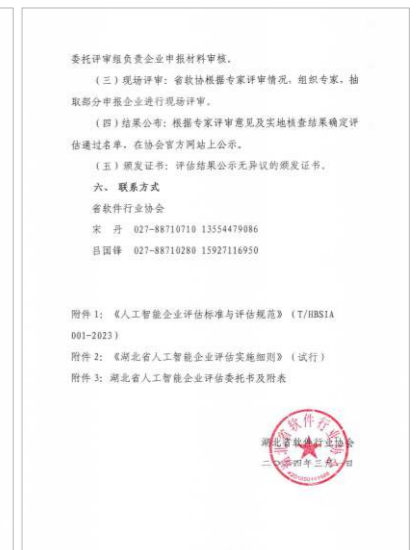 委托评审组负责企业申报材料审核。
（三）现场评审：省软协根据专家评审情况，组织专家、抽
取部分申报企业进行现场评审。
（四）结果公布：根据专家评审意见及实地核查结果确定评
估通过名单，在协会官方网站上公示。
（五）颁发证书：评估结果公示无异议的颁发证书。
六、联系方式
省软件行业协会
宋 丹 027-88710710 13554479086
吕国锋 027-88710280 15927116950
附件 1：《人工智能企业评估标准与评估规范》（T/HBSIA
001-2023）
附件 2：《湖北省人工智能企业评估实施细则》（试行）
附件 3：湖北省人工智能企业评估委托书及附表
湖北省软件行业协会
二〇二四年三月一日